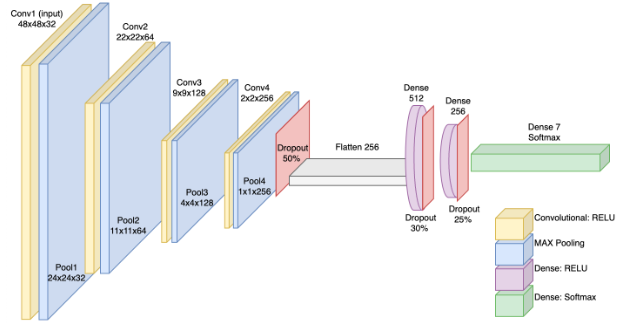 Conv1 (input)
48x48x32
Conv2
22x22x64
Conv3
9x9x128
Conv4
2x2x256
Pool1
24x24x32
Pool2
11x11x64
Pool3
4x4x128
Pool4
1x1x256
Dropout
50%
Flatten 256
Dense
512
Dropout
30%
Dense
256
Dropout
25%
Dense 7
Softmax
Convolutional: RELU
MAX Pooling
Dense: RELU
Dense: Softmax